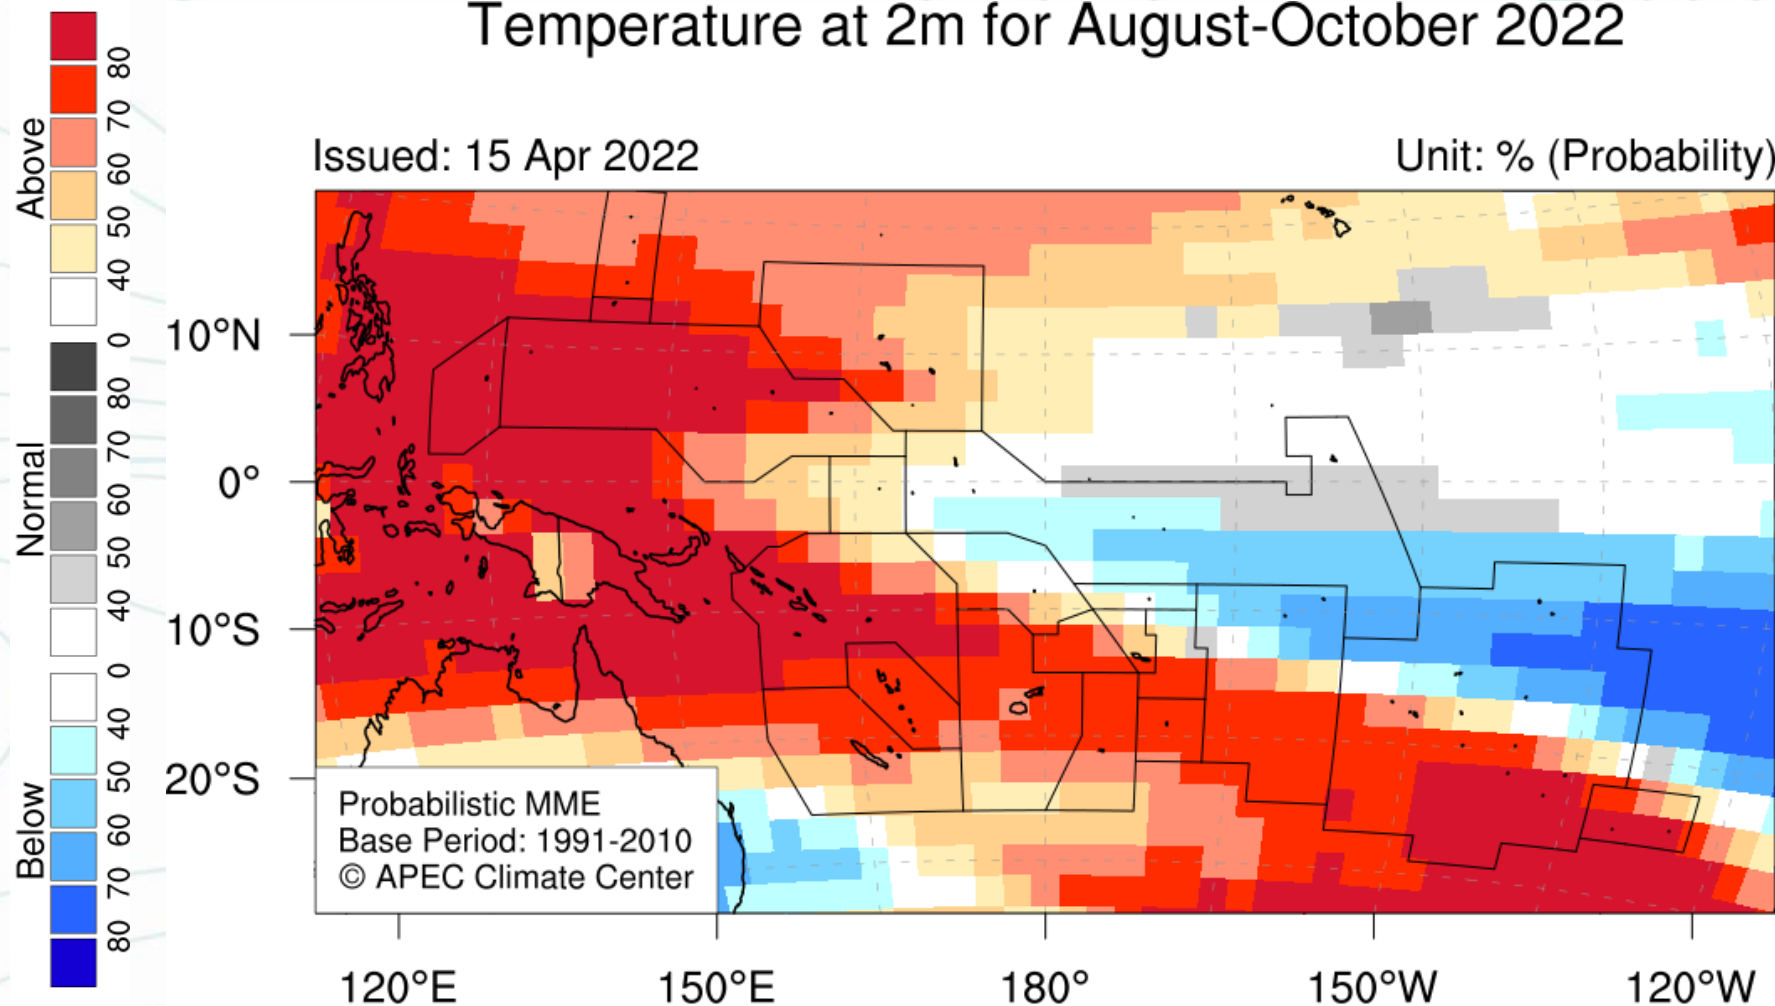 Temperature at 2m for August-October 2022
Issued: 15 Apr 2022
Unit: % (Probability)
Above
80
70
60
50
40
0
Normal
80
70
60
50
40
0
Below
40
50
60
70
80
10°N
0°
10°S
20°S
120°E
150°E
180°
150°W
120°W
Probabilistic MME
Base Period: 1991-2010
© APEC Climate Center